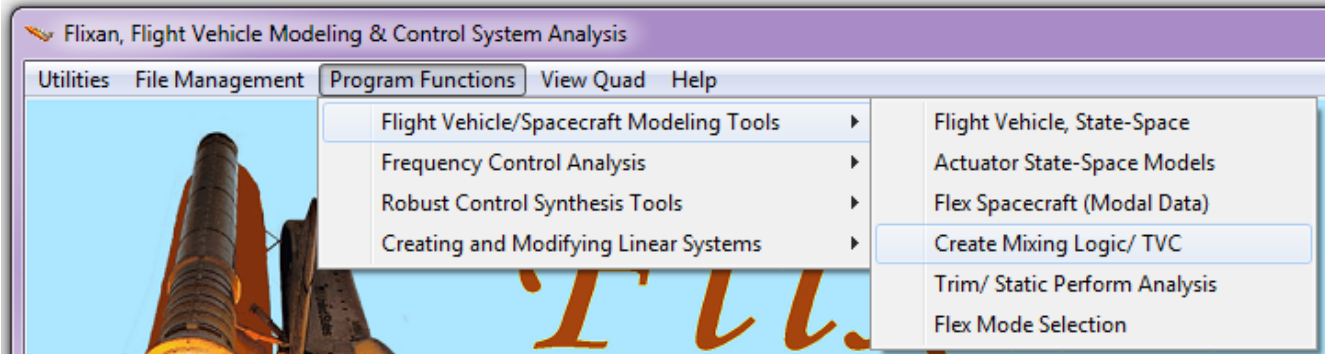 Flixan, Flight Vehicle Modeling & Control System Analysis
Utilities File Management Program Functions View Quad Help
Flight Vehicle/Spacecraft Modeling Tools
Frequency Control Analysis
Robust Control Synthesis Tools
Creating and Modifying Linear Systems
Flight Vehicle, State-Space
Actuator State-Space Models
Flex Spacecraft (Modal Data)
Create Mixing Logic/ TVC
Trim/ Static Perform Analysis
Flex Mode Selection